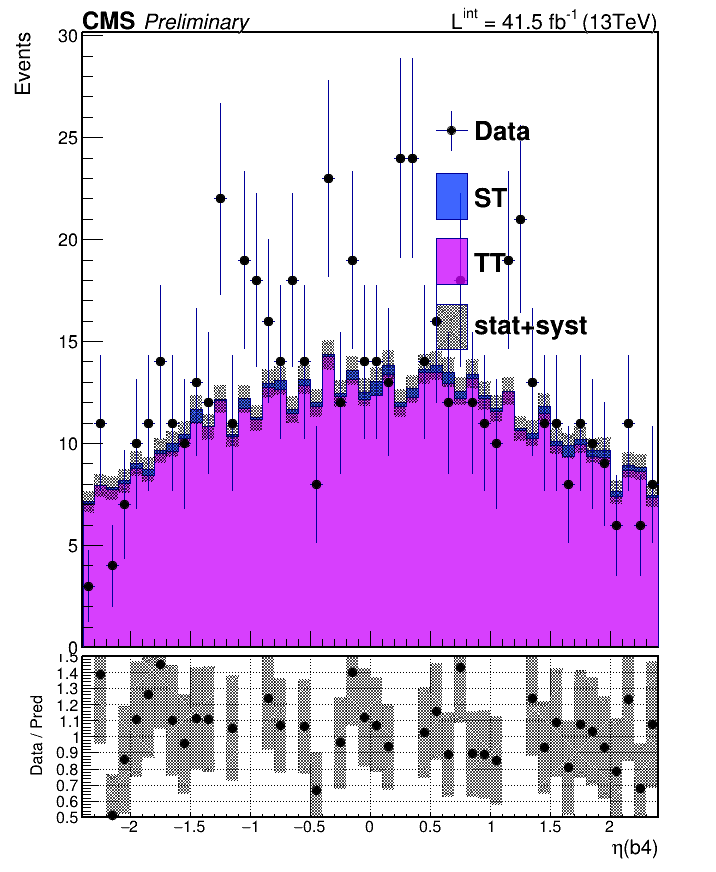 CMS Preliminary L^int = 41.5 fb^-1 (13TeV)
Events
30
25
20
15
10
5
0
Data
ST
TT
stat+syst
Data / Pred
1.5
1.4
1.3
1.2
1.1
1
0.9
0.8
0.7
0.6
0.5
−2 −1.5 −1 −0.5 0 0.5 1 1.5 2
η(b4)